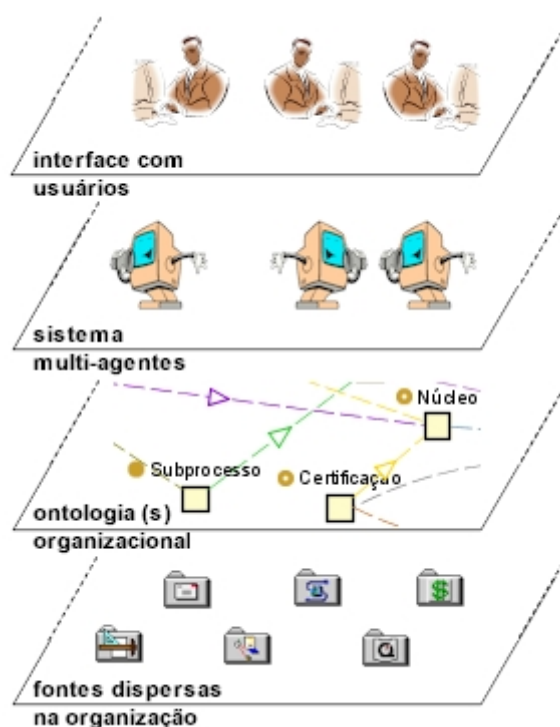 interface com
usuários
sistema
multi-agentes
Núcleo
Subprocesso
Certificação
ontologia (s)
organizacional
fontes dispersas
na organização